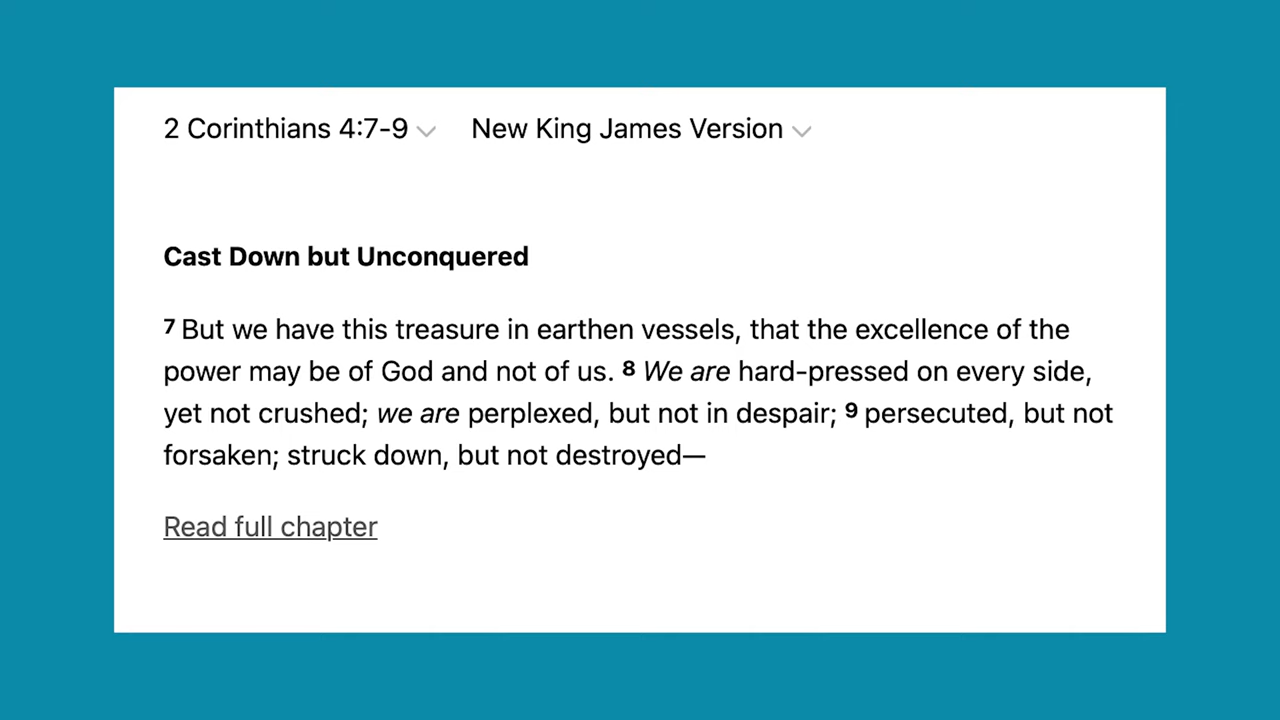 2 Corinthians 4:7-9 New King James Version
Cast Down but Unconquered
7 But we have this treasure in earthen vessels, that the excellence of the
power may be of God and not of us. 8 We are hard-pressed on every side,
yet not crushed; we are perplexed, but not in despair; 9 persecuted, but not
forsaken; struck down, but not destroyed—
Read full chapter